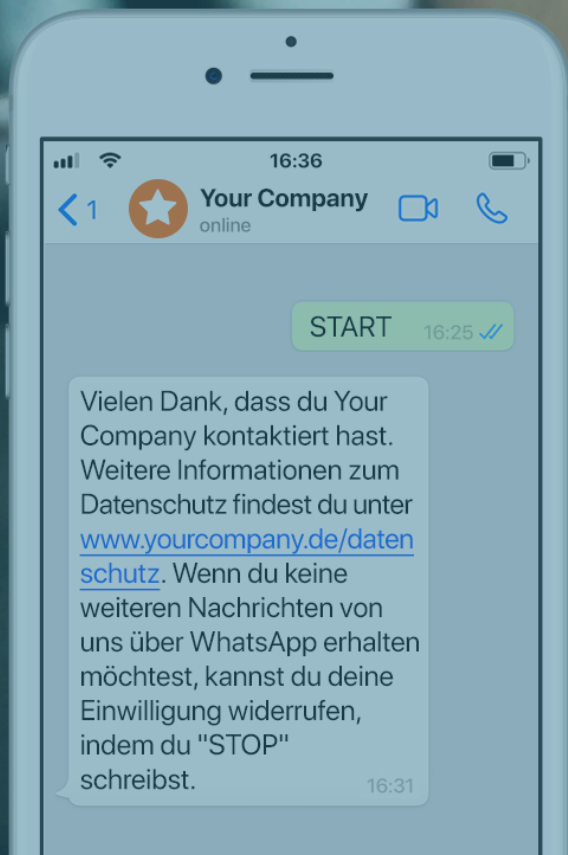 16:36
1
Your Company
online
START 16:25
Vielen Dank, dass du Your
Company kontaktiert hast.
Weitere Informationen zum
Datenschutz findest du unter
www.yourcompany.de/daten
schutz. Wenn du keine
weiteren Nachrichten von
uns über WhatsApp erhalten
möchtest, kannst du deine
Einwilligung widerrufen,
indem du "STOP"
schreibst.
16:31